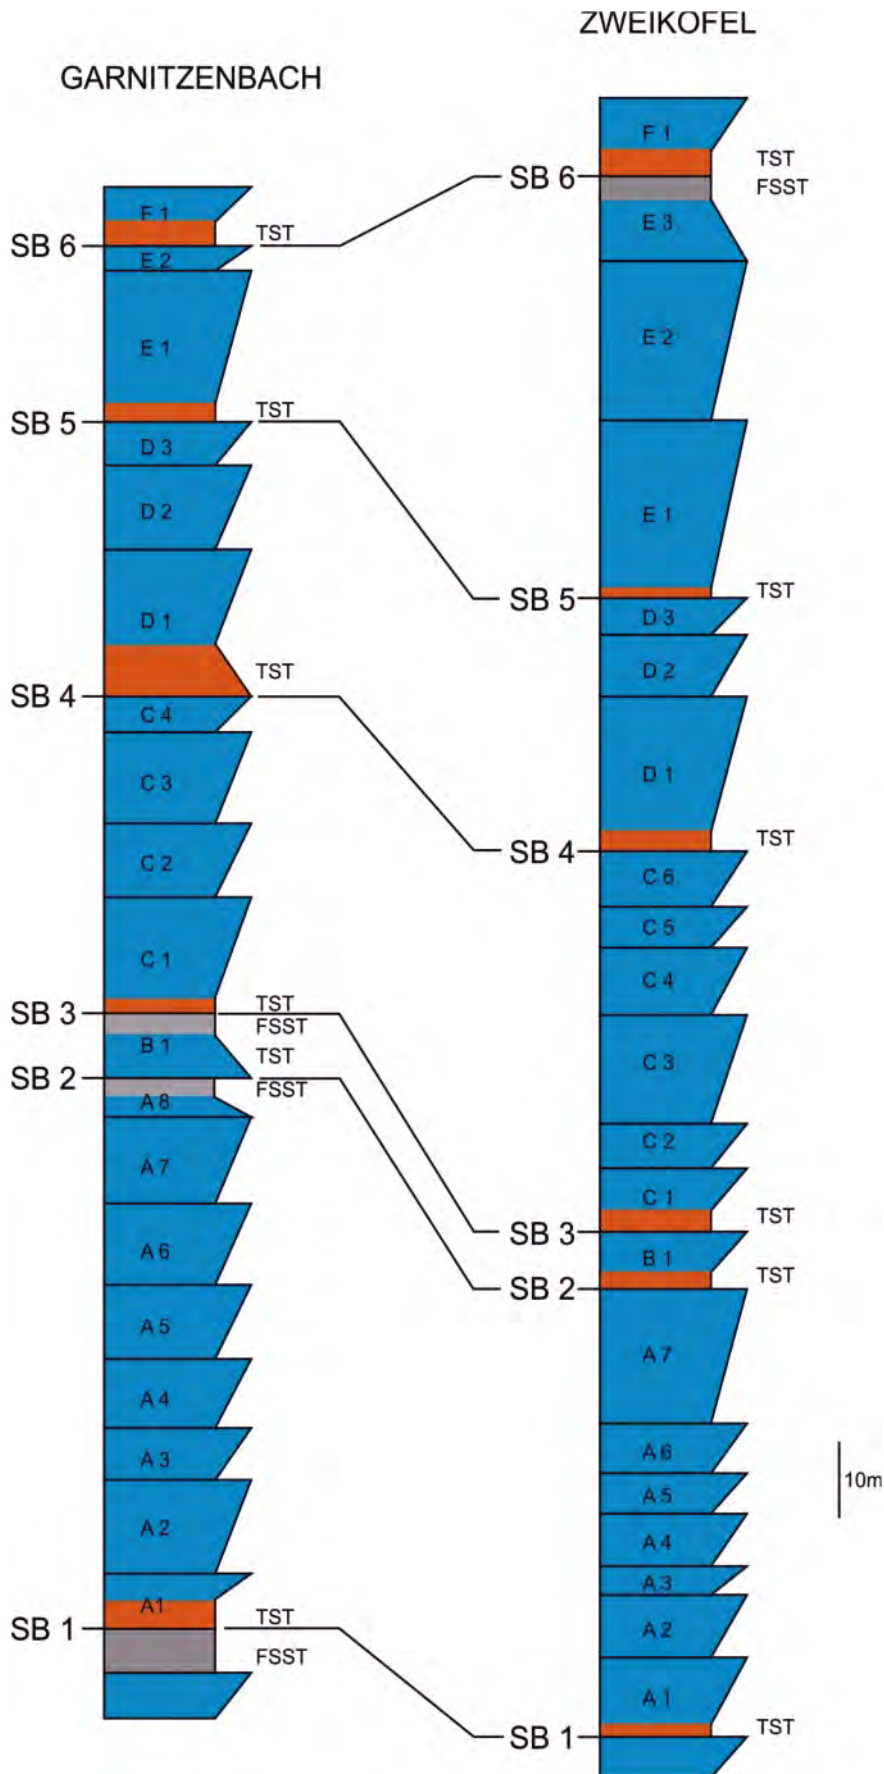 ZWEIKOFEL
GARNITZENBACH
F 1
TST
SB 6
FSST
E 3
E 2
E 1
SB 5
TST
D 3
D 2
D 1
SB 4
TST
C 6
C 5
C 4
C 3
C 2
C 1
SB 3
TST
B 1
SB 2
TST
A 7
A 6
A 5
A 4
A 3
A 2
A 1
SB 1
TST
10m
F 1
TST
SB 6
E 2
E 1
TST
SB 5
D 3
D 2
D 1
TST
SB 4
C 4
C 3
C 2
C 1
TST
SB 3
FSST
B 1
TST
SB 2
FSST
A 8
A 7
A 6
A 5
A 4
A 3
A 2
A1
TST
SB 1
FSST